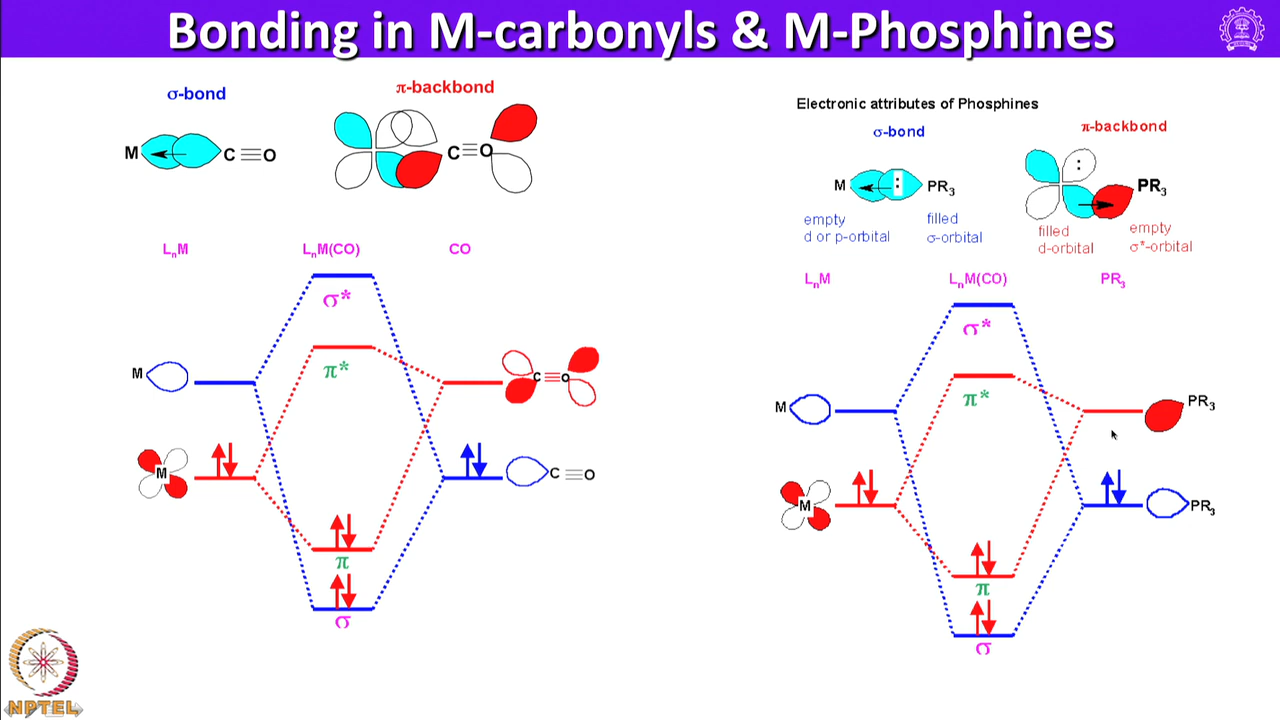 Bonding in M-carbonyls & M-Phosphines
σ-bond
π-backbond
M C≡O
C≡O
LnM LnM(CO) CO
σ*
M
π*
C≡O
M
C≡O
π
σ
Electronic attributes of Phosphines
σ-bond
π-backbond
M : PR3
: PR3
empty
d or p-orbital
filled
σ-orbital
filled
d-orbital
empty
σ*-orbital
LnM LnM(CO) PR3
σ*
M
π*
PR3
M
PR3
π
σ
NPTEL